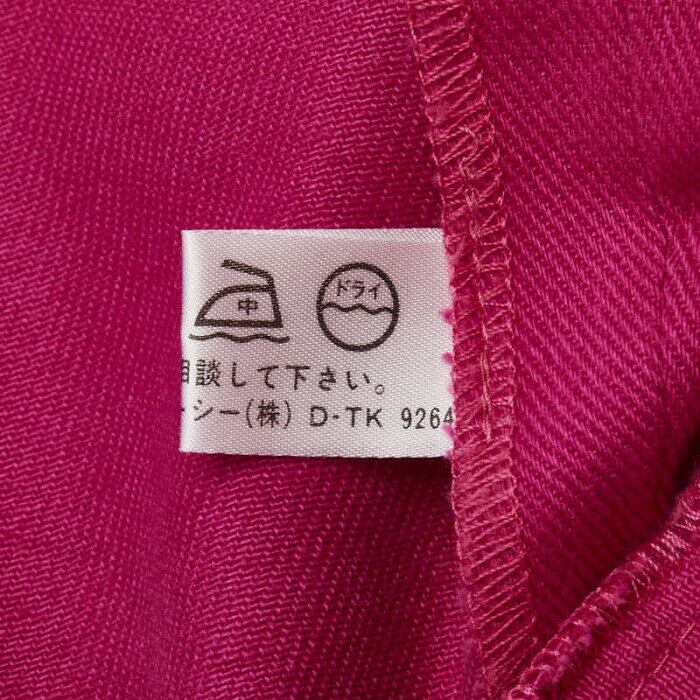 中 ドライ
相談して下さい。
シー(株) D-TK 9264